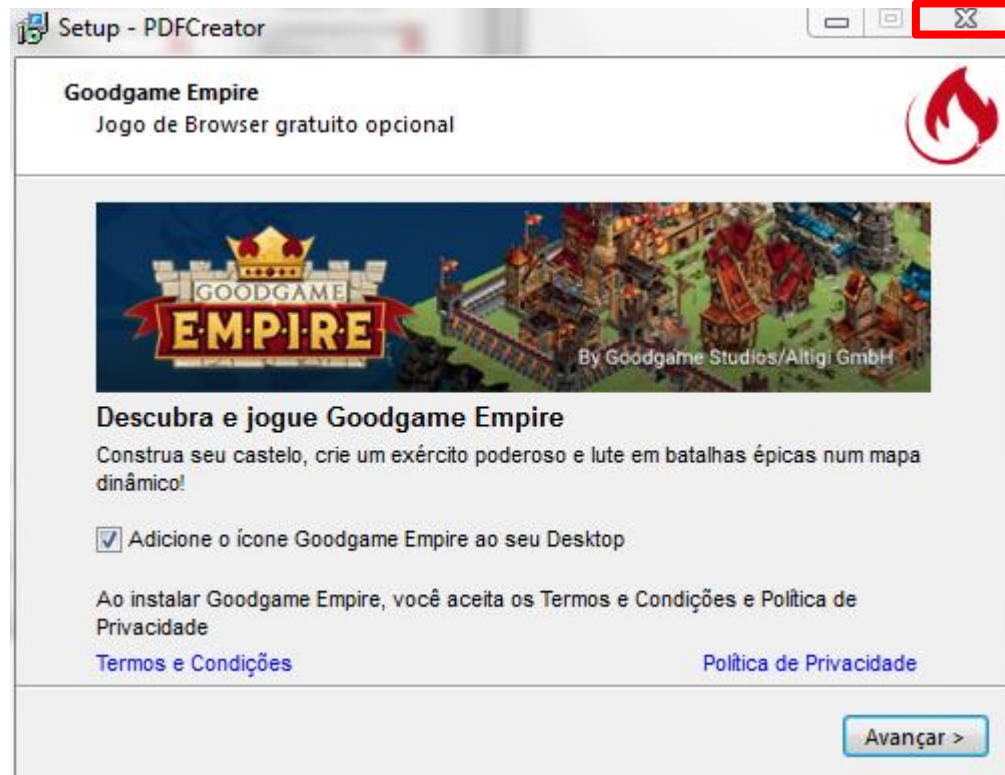 Setup - PDFCreator
Goodgame Empire
Jogo de Browser gratuito opcional
GOODGAME
EMPIRE
By Goodgame Studios/Altigi GmbH
Descubra e jogue Goodgame Empire
Construa seu castelo, crie um exército poderoso e lute em batalhas épicas num mapa
dinâmico!
Adicione o ícone Goodgame Empire ao seu Desktop
Ao instalar Goodgame Empire, você aceita os Termos e Condições e Política de
Privacidade
Termos e Condições Política de Privacidade
Avançar >